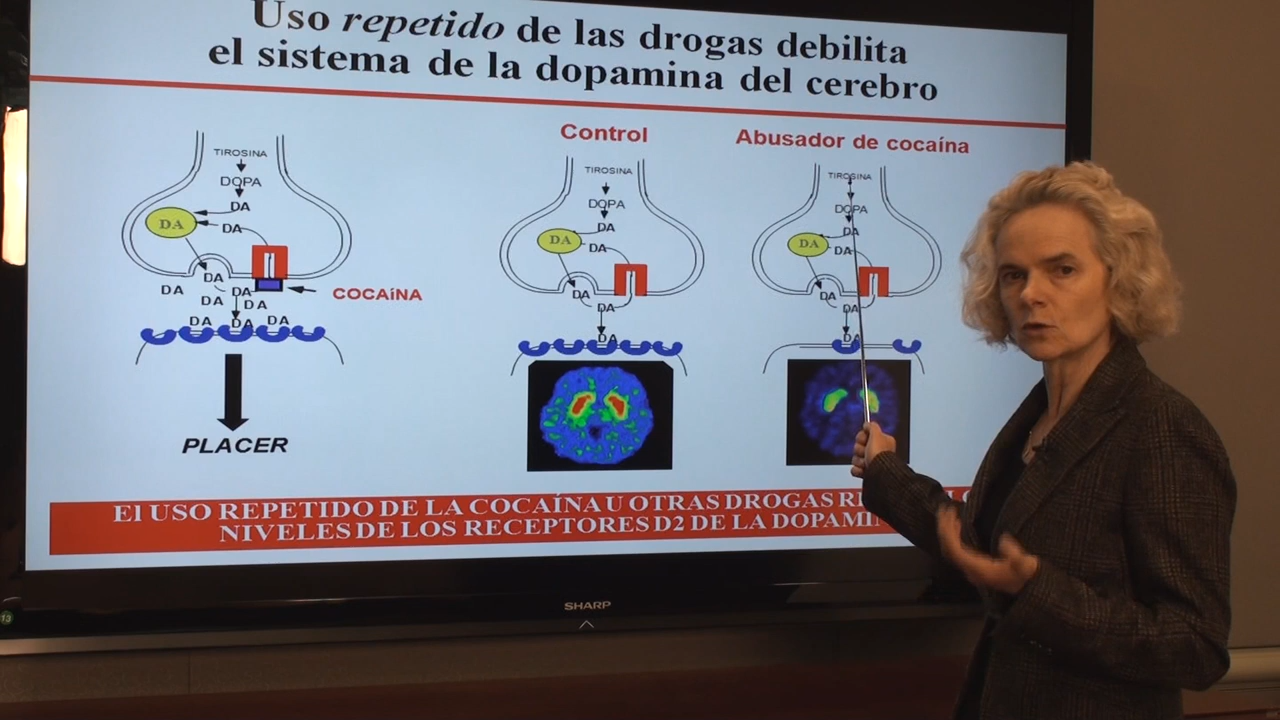 Uso repetido de las drogas debilita
el sistema de la dopamina del cerebro
TIROSINA
DOPA
DA
DA
DA
DA
DA
DA
DA
DA
DA
DA
DA
COCAíNA
PLACER
Control
TIROSINA
DOPA
DA
DA
DA
DA
DA
DA
Abusador de cocaína
TIROSINA
DOPA
DA
DA
DA
DA
DA
DA
El USO REPETIDO DE LA COCAÍNA U OTRAS DROGAS
NIVELES DE LOS RECEPTORES D2 DE LA
SHARP